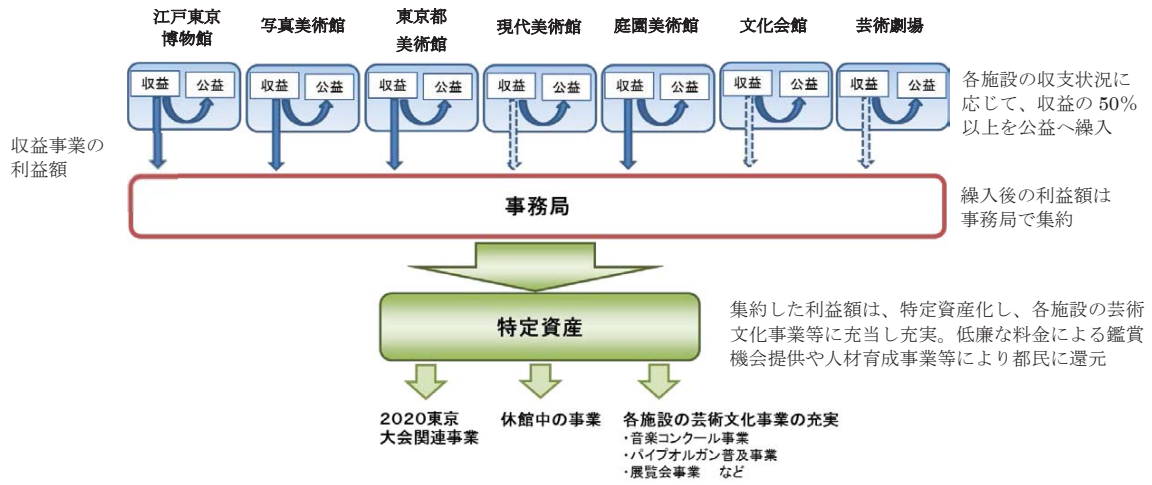 江戸東京
博物館
写真美術館
東京都
美術館
現代美術館
庭園美術館
文化会館
芸術劇場
収益 公益
収益 公益
収益 公益
収益 公益
収益 公益
収益 公益
収益 公益
各施設の収支状況に
応じて、収益の 50%
以上を公益へ繰入
収益事業の
利益額
事務局
繰入後の利益額は
事務局で集約
特定資産
集約した利益額は、特定資産化し、各施設の芸術
文化事業等に充当し充実。低廉な料金による鑑賞
機会提供や人材育成事業等により都民に還元
2020東京
大会関連事業
休館中の事業
各施設の芸術文化事業の充実
・音楽コンクール事業
・パイプオルガン普及事業
・展覧会事業 など